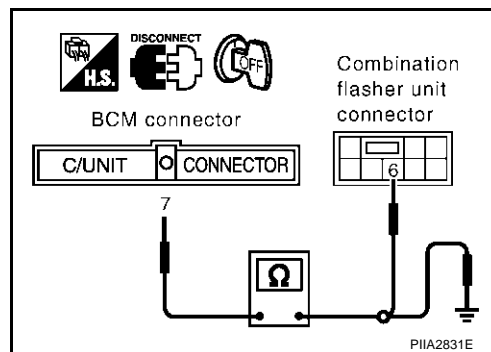 H.S.
DISCONNECT
OFF
Combination
flasher unit
connector
BCM connector
C/UNIT
CONNECTOR
6
7
Ω
PIIA2831E